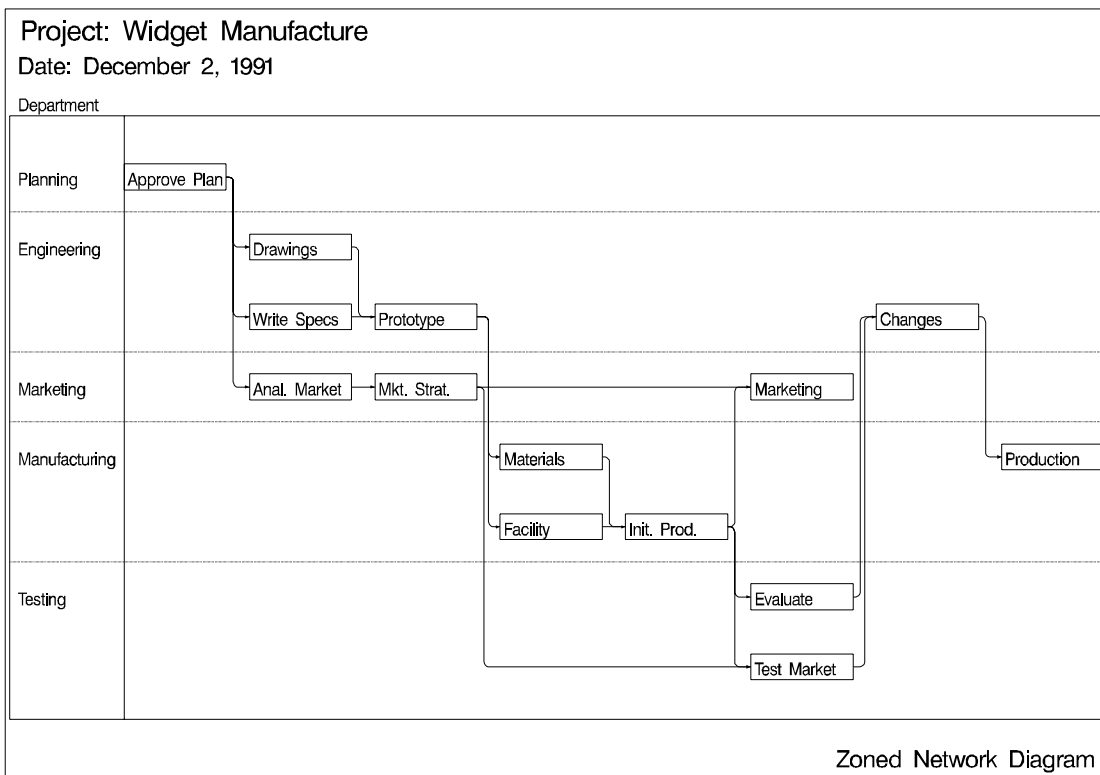 Project: Widget Manufacture
Date: December 2, 1991
Department
Planning
Approve Plan
Engineering
Drawings
Write Specs
Prototype
Changes
Marketing
Anal. Market
Mkt. Strat.
Marketing
Manufacturing
Materials
Production
Facility
Init. Prod.
Testing
Evaluate
Test Market
Zoned Network Diagram